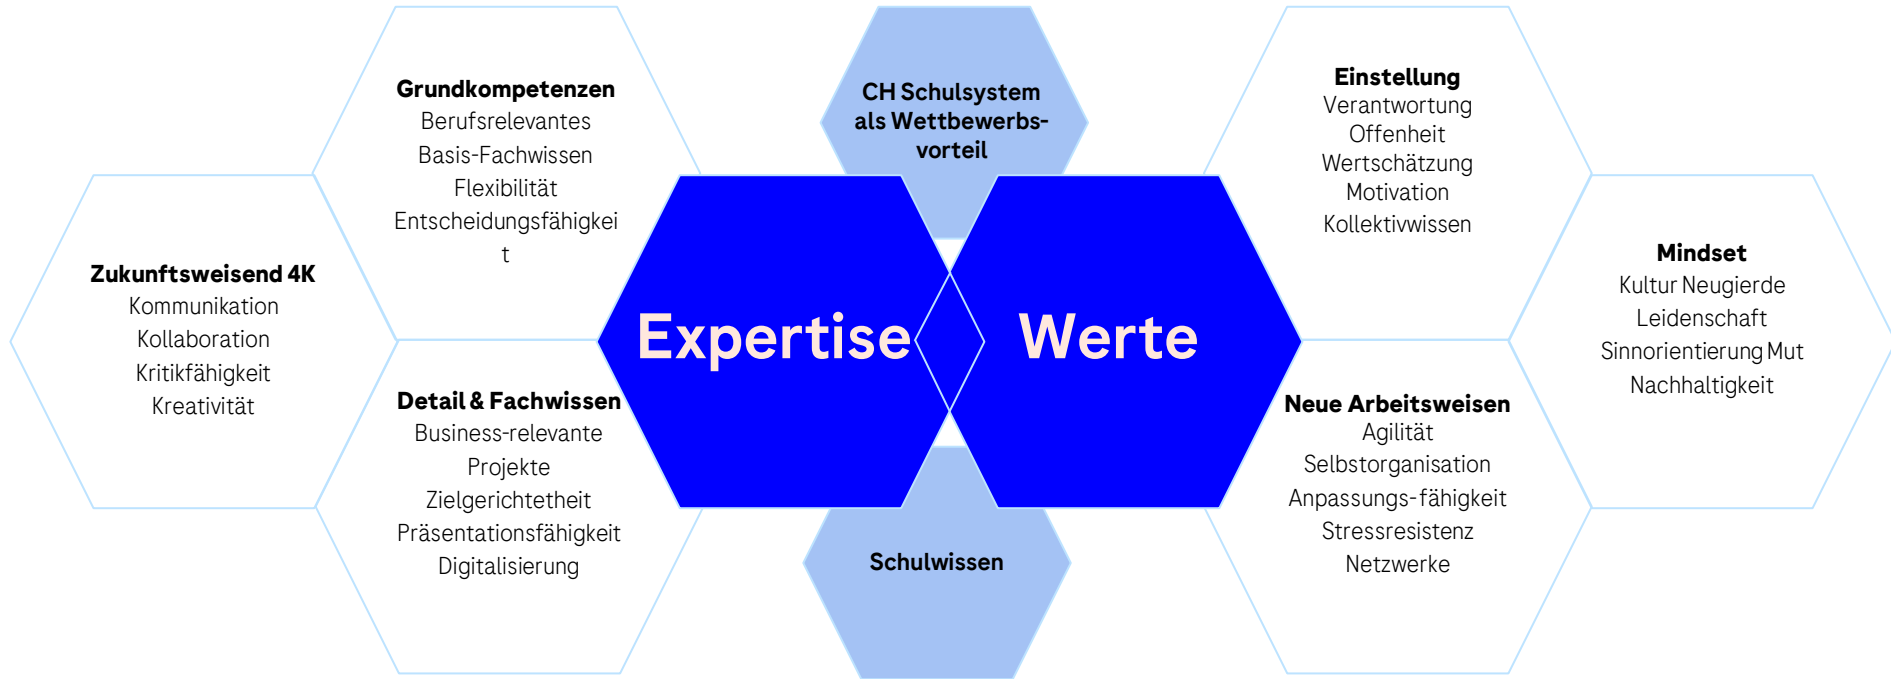 Zukunftsweisend 4K
Kommunikation
Kollaboration
Kritikfähigkeit
Kreativität
Grundkompetenzen
Berufsrelevantes
Basis-Fachwissen
Flexibilität
Entscheidungsfähigkei
t
Detail & Fachwissen
Business-relevante
Projekte
Zielgerichtetheit
Präsentationsfähigkeit
Digitalisierung
Expertise
CH Schulsystem
als Wettbewerbs-
vorteil
Schulwissen
Werte
Einstellung
Verantwortung
Offenheit
Wertschätzung
Motivation
Kollektivwissen
Neue Arbeitsweisen
Agilität
Selbstorganisation
Anpassungs-fähigkeit
Stressresistenz
Netzwerke
Mindset
Kultur Neugierde
Leidenschaft
Sinnorientierung Mut
Nachhaltigkeit